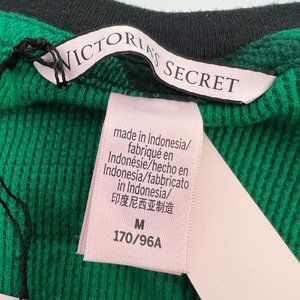 VICTORIA'S SECRET
made in Indonesia/
fabriqué en
Indonésie/hecho en
Indonesia/fabbricato
in Indonesia/
印度尼西亚制造
M
170/96A